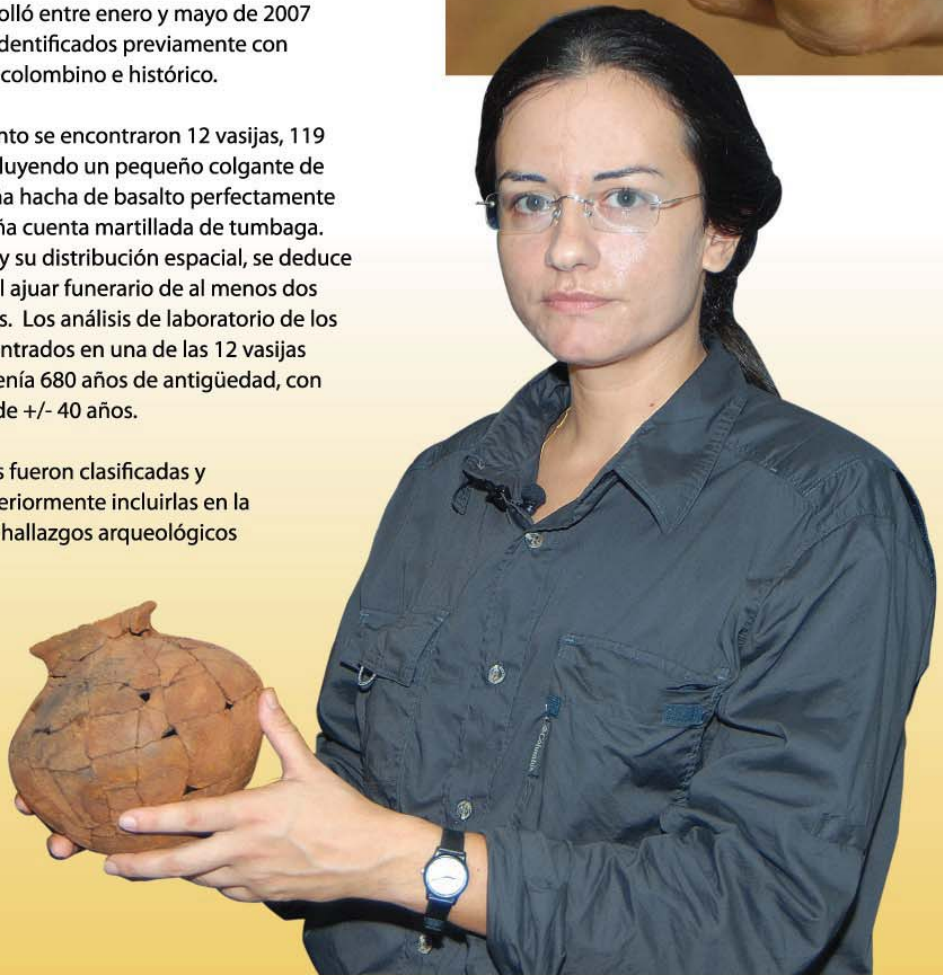 olló entre enero y mayo de 2007
dentificados previamente con
colombino e histórico.
nto se encontraron 12 vasijas, 119
luyendo un pequeño colgante de
na hacha de basalto perfectamente
ña cuenta martillada de tumbaga.
y su distribución espacial, se deduce
l ajuar funerario de al menos dos
s. Los análisis de laboratorio de los
ntrados en una de las 12 vasijas
enía 680 años de antigüedad, con
de +/- 40 años.
s fueron clasificadas y
eriormente incluirlas en la
hallazgos arqueológicos
Columbia